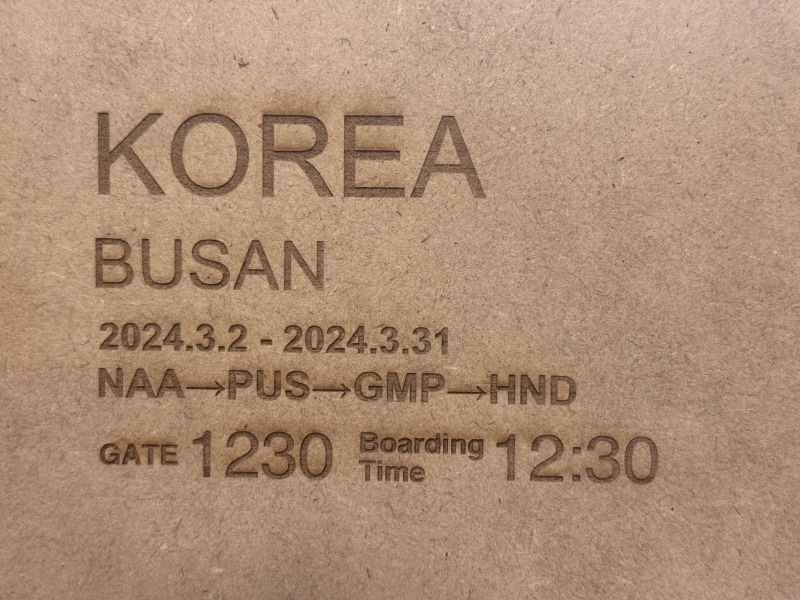 KOREA
BUSAN
2024.3.2 - 2024.3.31
NAA→PUS→GMP→HND
GATE 1230 Boarding Time 12:30